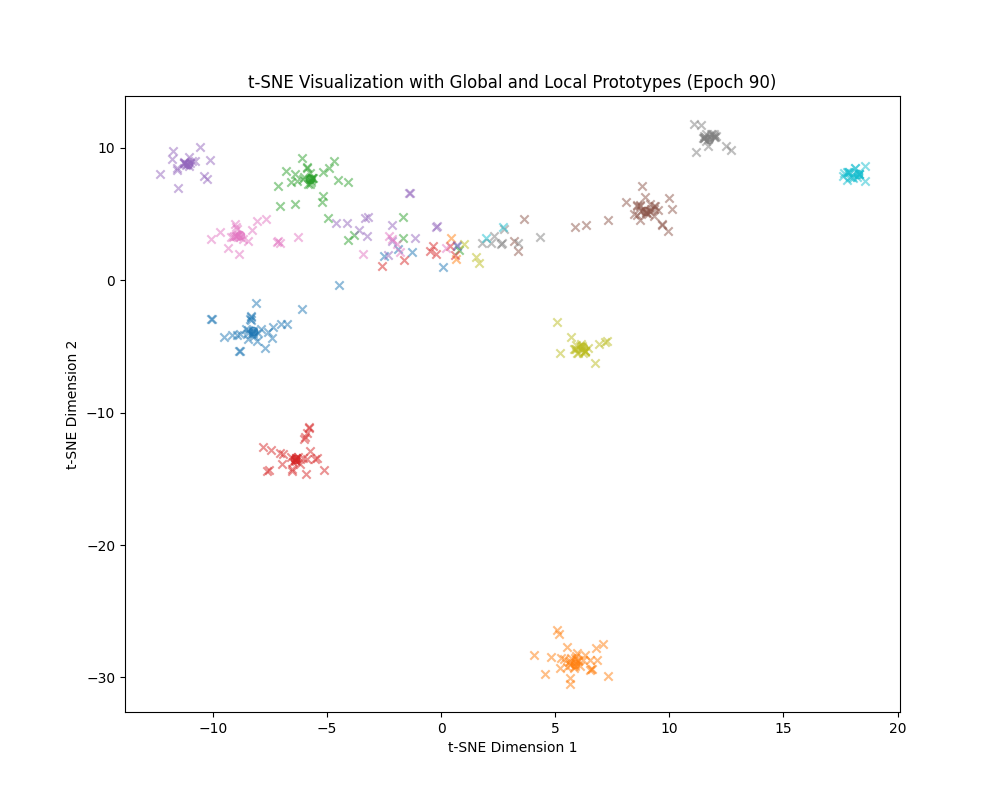 t-SNE Visualization with Global and Local Prototypes (Epoch 90)
10
0
−10
−20
−30
t-SNE Dimension 2
−10 −5 0 5 10 15 20
t-SNE Dimension 1